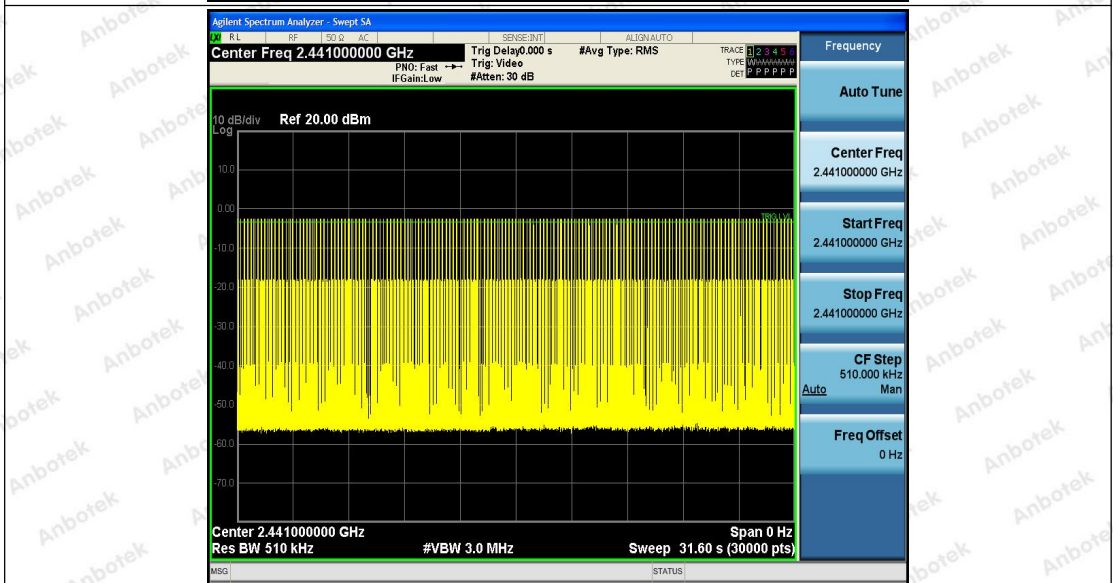 Agilent Spectrum Analyzer - Swept SA
RL RF 50 Ω AC SENSE:INT ALIGNAUTO
Center Freq 2.441000000 GHz
PNO: Fast
IFGain:Low
Trig Delay0.000 s
Trig: Video
#Atten: 30 dB
#Avg Type: RMS
TRACE 1 2 3 4 5 6
TYPE
DET P P P P P P
10 dB/div Ref 20.00 dBm
Log
10.0
0.00
TRIG LVL
-10.0
-20.0
-30.0
-40.0
-50.0
-60.0
-70.0
Center 2.441000000 GHz Span 0 Hz
Res BW 510 kHz #VBW 3.0 MHz Sweep 31.60 s (30000 pts)
MSG STATUS
Frequency
Auto Tune
Center Freq
2.441000000 GHz
Start Freq
2.441000000 GHz
Stop Freq
2.441000000 GHz
CF Step
510.000 kHz
Auto Man
Freq Offset
0 Hz
Anbotek